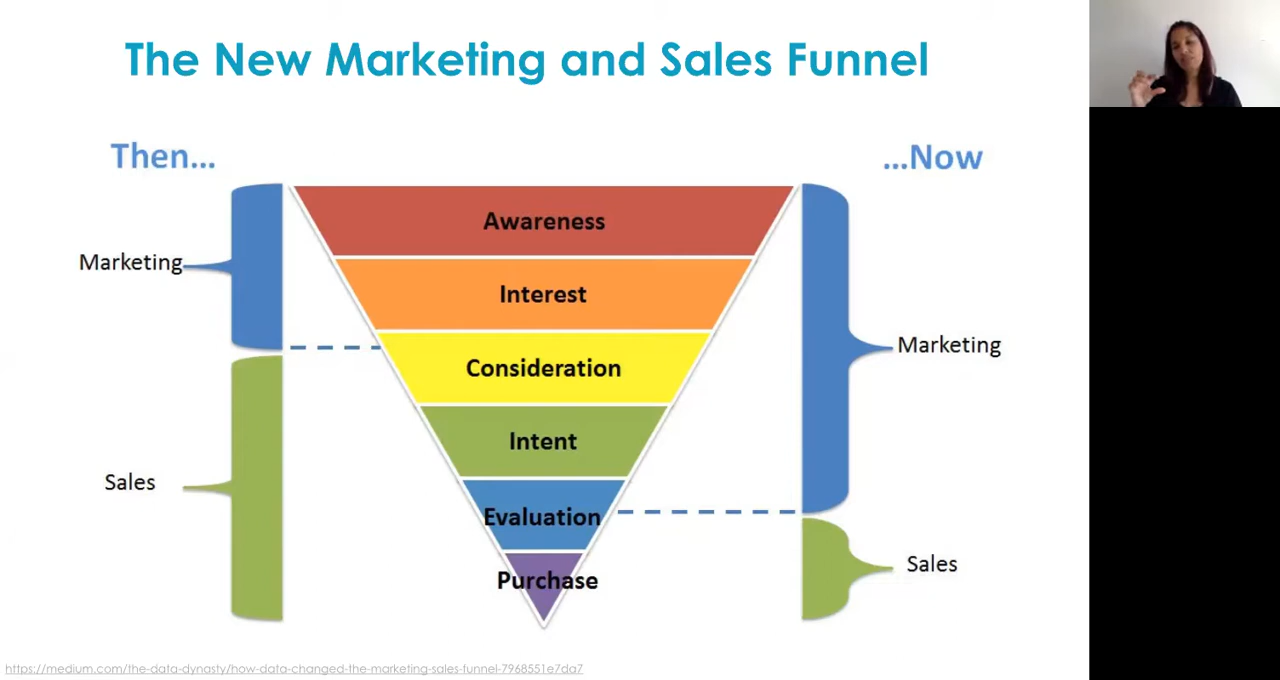 The New Marketing and Sales Funnel
Then...
...Now
Awareness
Marketing
Interest
Marketing
Consideration
Intent
Sales
Evaluation
Sales
Purchase
https://medium.com/the-data-dynasty/how-data-changed-the-marketing-sales-funnel-7968551e7da7